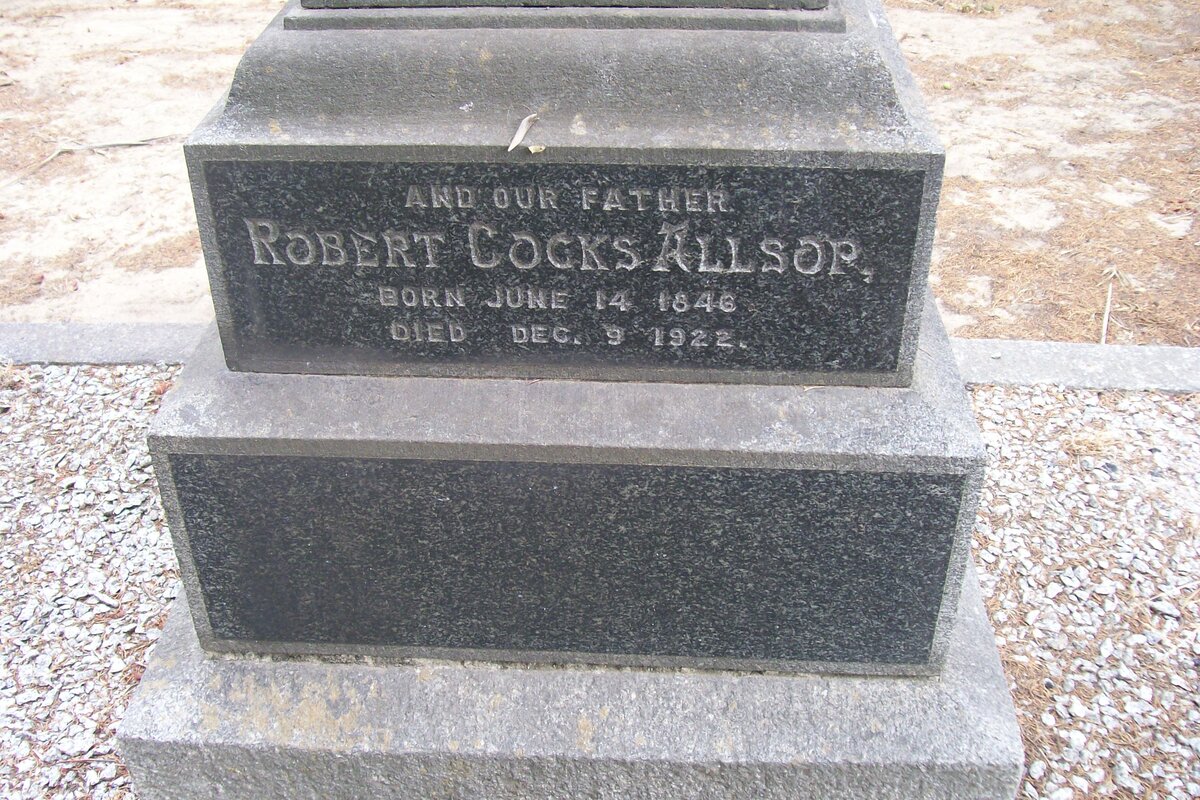 AND OUR FATHER
ROBERT COCKS ALLSOP,
BORN JUNE 14 1846
DIED DEC. 9 1922.